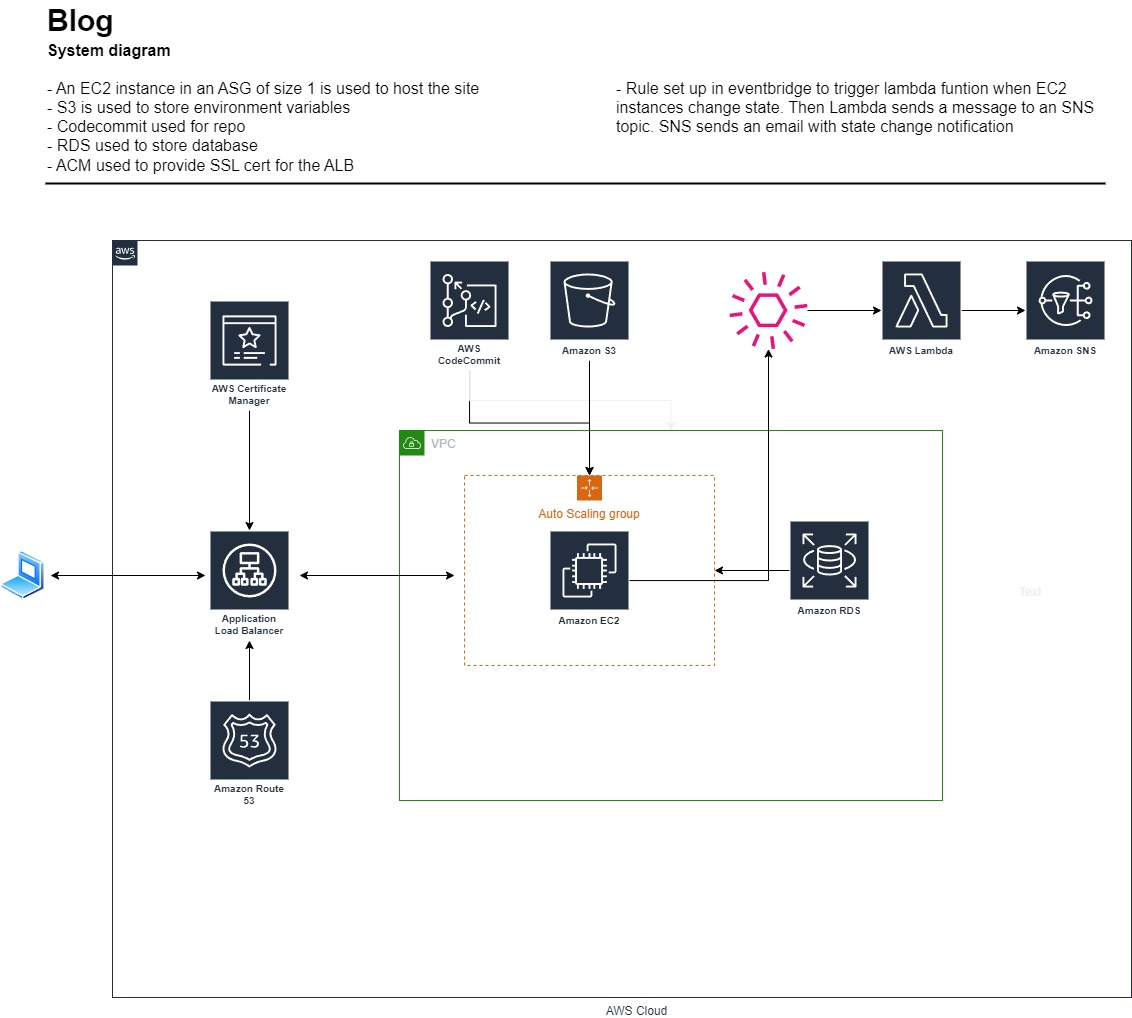 Blog
System diagram
- An EC2 instance in an ASG of size 1 is used to host the site
- S3 is used to store environment variables
- Codecommit used for repo
- RDS used to store database
- ACM used to provide SSL cert for the ALB
- Rule set up in eventbridge to trigger lambda funtion when EC2
instances change state. Then Lambda sends a message to an SNS
topic. SNS sends an email with state change notification
aws
AWS Certificate
Manager
AWS
CodeCommit
Amazon S3
AWS Lambda
Amazon SNS
VPC
Auto Scaling group
Amazon EC2
Amazon RDS
Text
Application
Load Balancer
53
Amazon Route
53
AWS Cloud